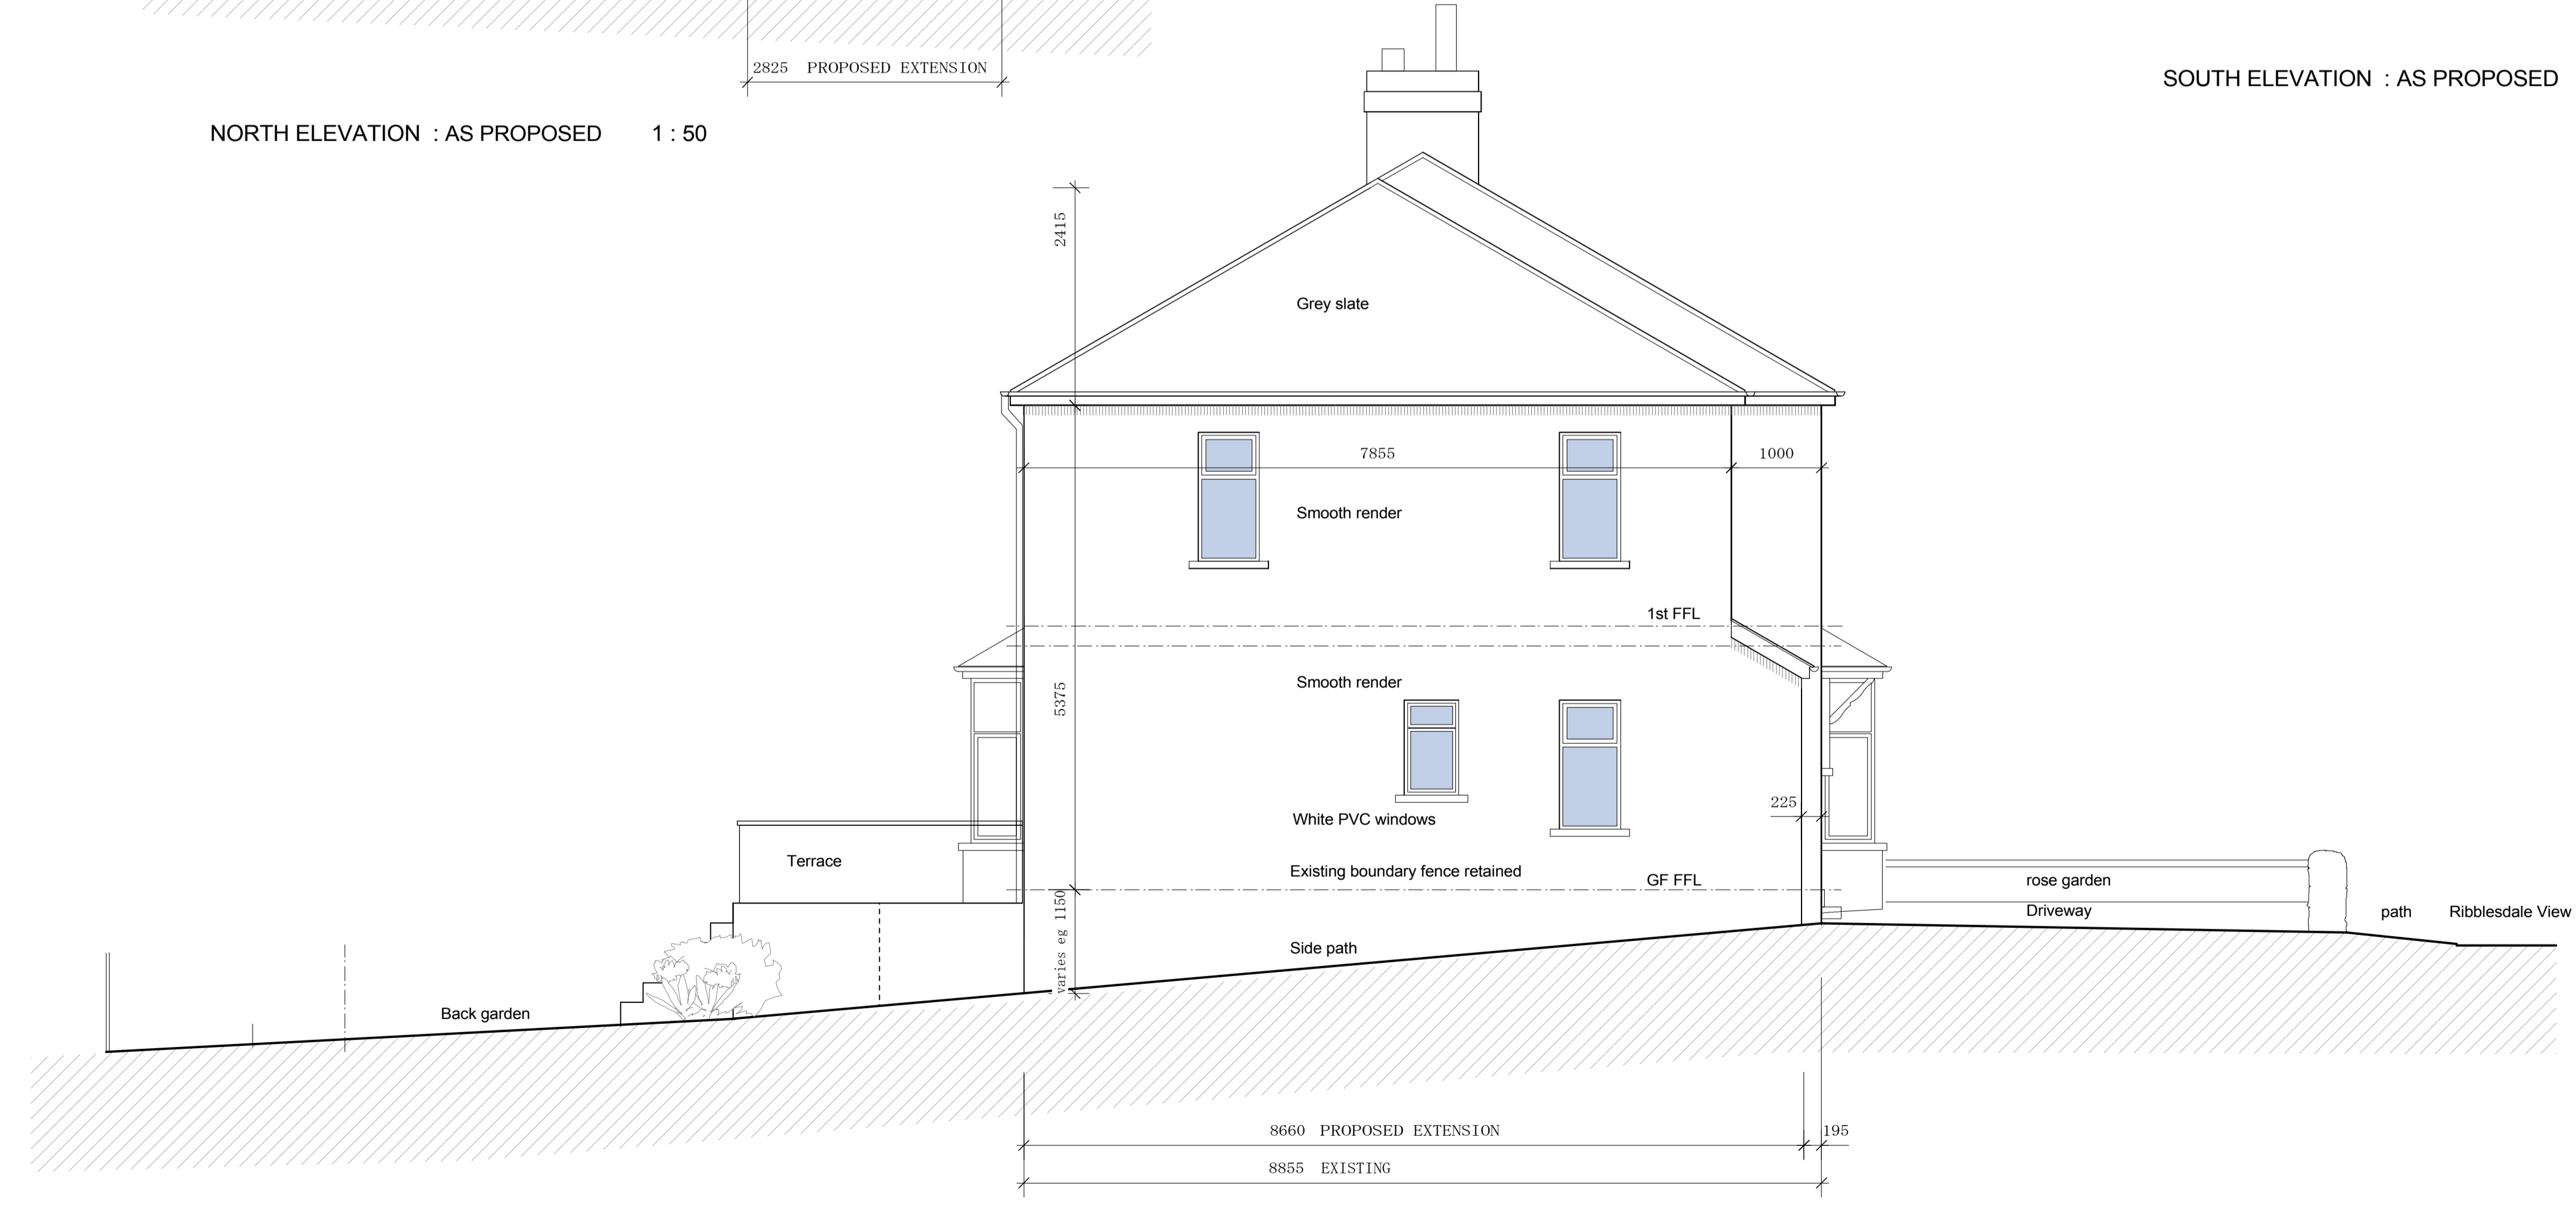 2825 PROPOSED EXTENSION
SOUTH ELEVATION : AS PROPOSED
NORTH ELEVATION : AS PROPOSED 1 : 50
2415
Grey slate
7855
1000
Smooth render
1st FFL
Smooth render
5375
225
White PVC windows
Terrace
Existing boundary fence retained
GF FFL
rose garden
Driveway
path
Ribblesdale View
varies eg 1150
Side path
Back garden
8660 PROPOSED EXTENSION
195
8855 EXISTING